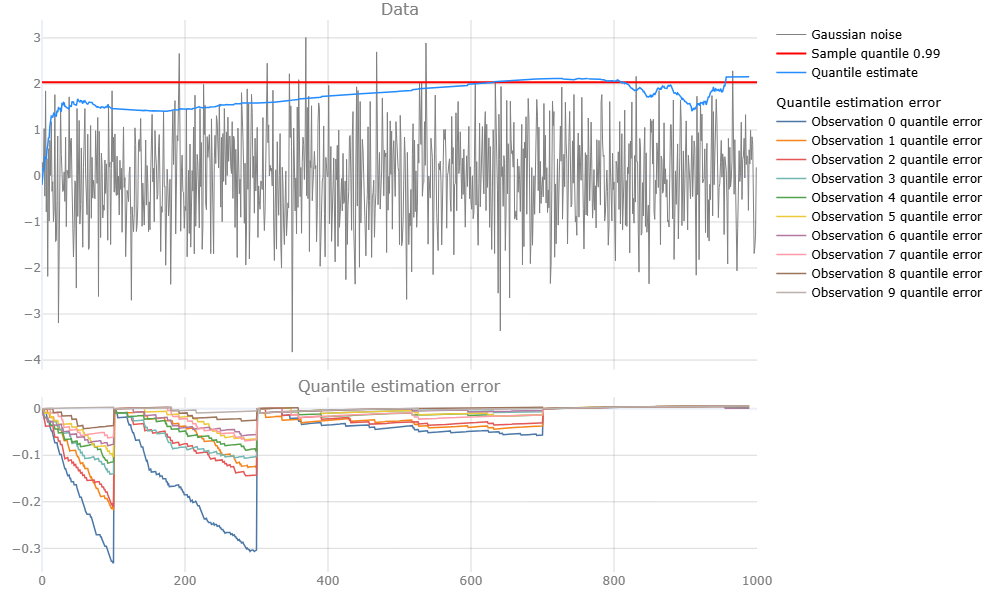 Data
3
2
1
0
−1
−2
−3
−4
Gaussian noise
Sample quantile 0.99
Quantile estimate
Quantile estimation error
Observation 0 quantile error
Observation 1 quantile error
Observation 2 quantile error
Observation 3 quantile error
Observation 4 quantile error
Observation 5 quantile error
Observation 6 quantile error
Observation 7 quantile error
Observation 8 quantile error
Observation 9 quantile error
Quantile estimation error
0
−0.1
−0.2
−0.3
0 200 400 600 800 1000